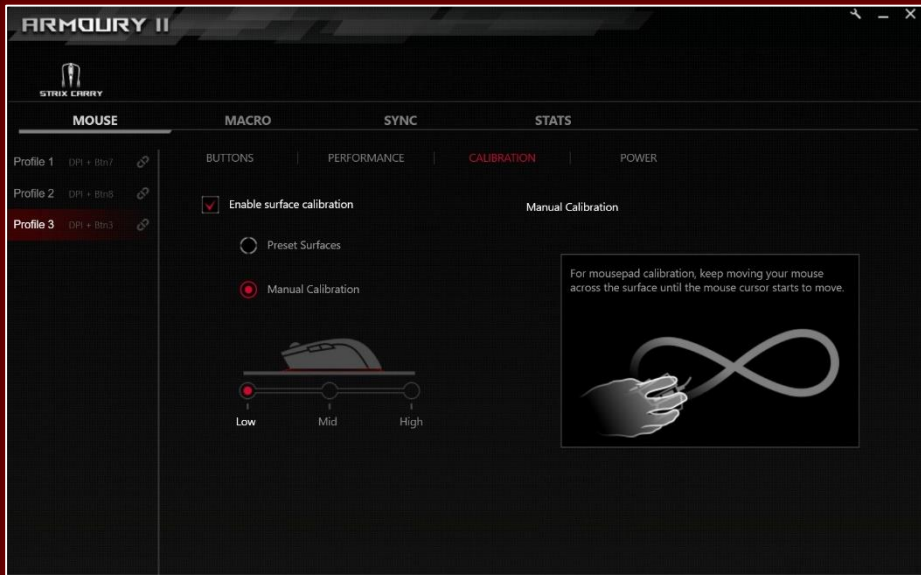 ARMOURY II
STRIX CARRY
MOUSE MACRO SYNC STATS
Profile 1 DPI + Btn7
Profile 2 DPI + Btn8
Profile 3 DPI + Btn3
BUTTONS PERFORMANCE CALIBRATION POWER
Enable surface calibration
Preset Surfaces
Manual Calibration
Low Mid High
Manual Calibration
For mousepad calibration, keep moving your mouse
across the surface until the mouse cursor starts to move.